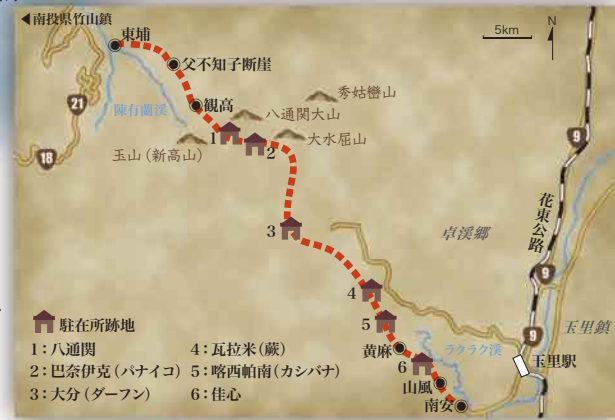 ◀南投県竹山鎮
東埔
父不知子断崖
観高
陳有蘭渓
秀姑巒山
八通関大山
大水屈山
玉山（新高山）
5km
N
21
18
9
花東公路
1
2
3
卓渓郷
9
4
5
黄麻
6
山風
南安
ラクラク渓
9
玉里鎮
玉里駅
駐在所跡地
1：八通関
2：巴奈伊克（パナイコ）
3：大分（ダーフン）
4：瓦拉米（蕨）
5：喀西帕南（カシバナ）
6：佳心